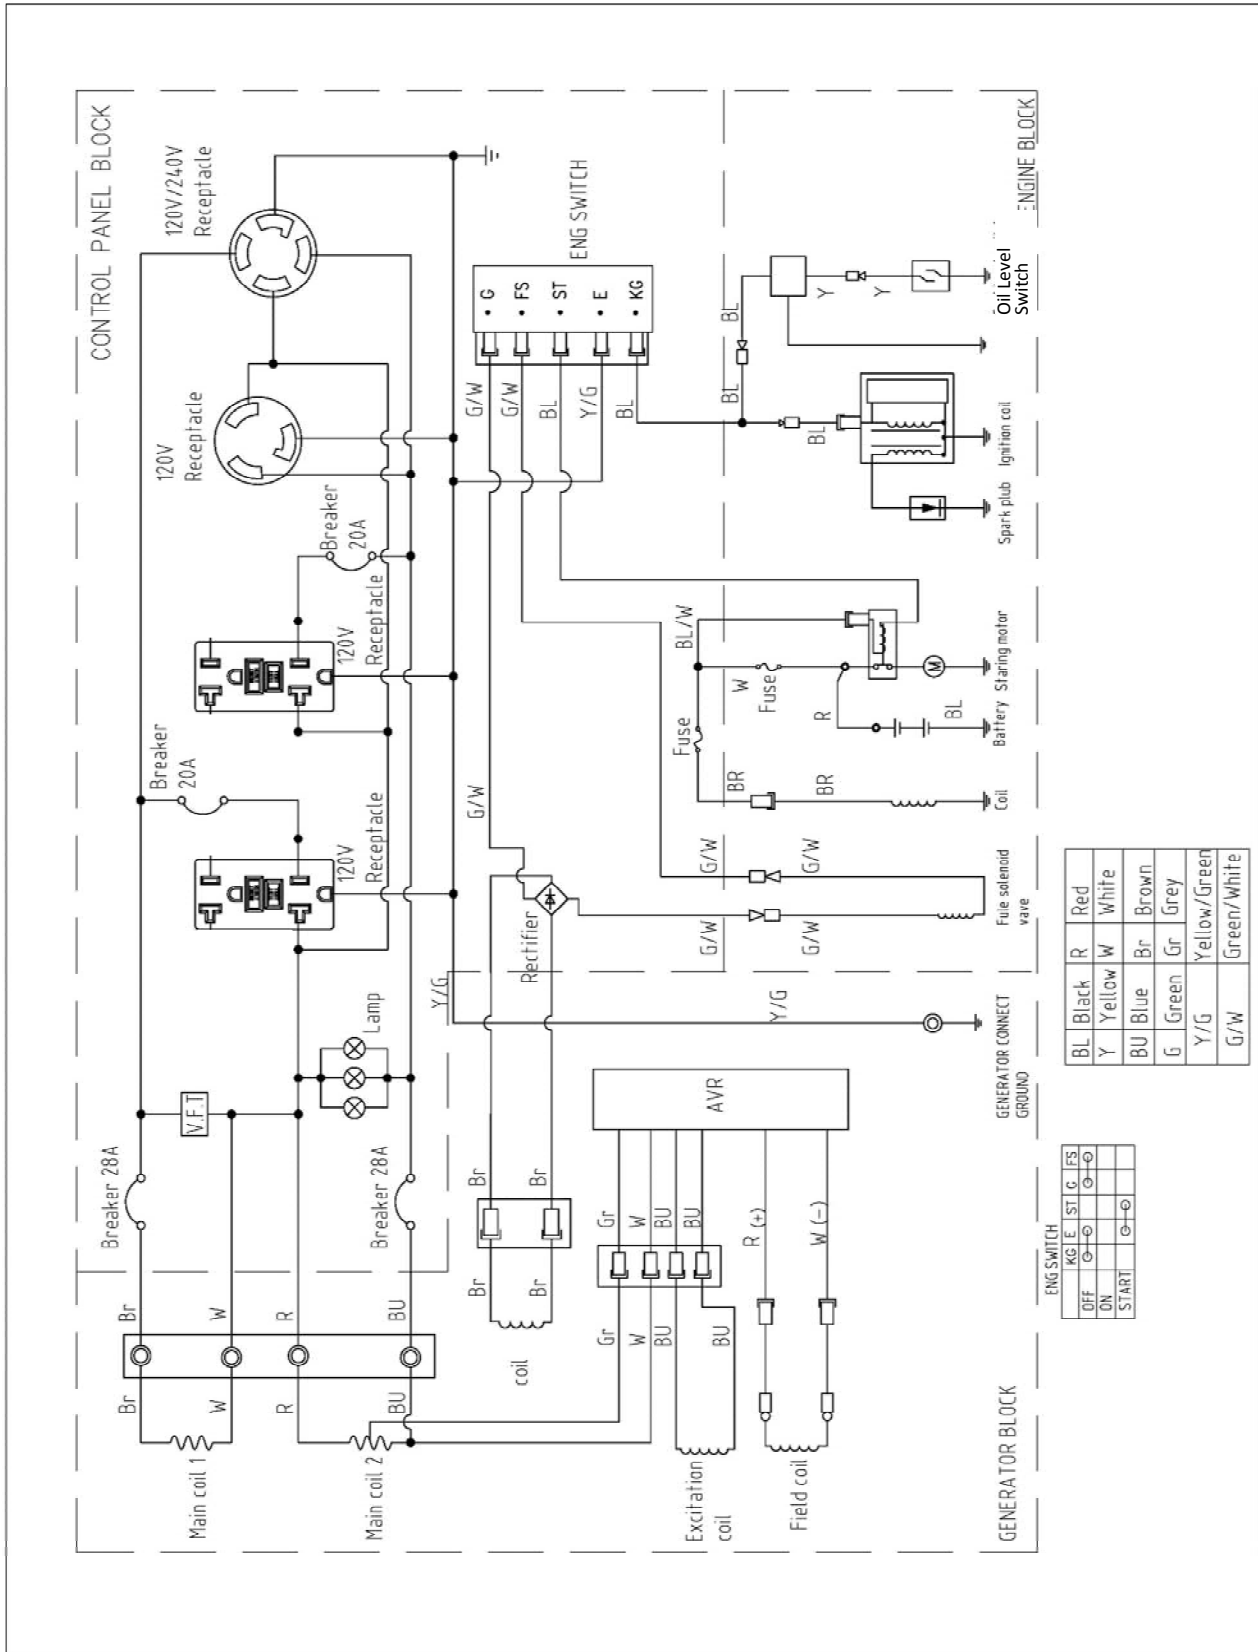 CONTROL PANEL BLOCK
120V/240V
Receptacle
120V
Receptacle
Breaker
20A
120V
Receptacle
Breaker
20A
120V
Receptacle
Lamp
V.F.T
Breaker 28A
Breaker 28A
Br
W
R
BU
Br
W
R
BU
Main coil 1
Main coil 2
ENG SWITCH
G
FS
ST
E
KG
G/W
G/W
BL
Y/G
BL
G/W
Rectifier
Y/G
Y/G
Br
Br
Br
Br
coil
BL
BL
BL
Y
Y
Oil Level
Switch
ENGINE BLOCK
Ignition coil
Spark plub
BL/W
W
Fuse
Fuse
R
BL
Staring motor
M
Battery
BR
BR
Coil
G/W
G/W
G/W
G/W
Fule solenoid
vave
GENERATOR CONNECT
GROUND
AVR
Gr
W
BU
BU
R (+)
W (−)
Gr
W
BU
BU
Excitation
coil
Field coil
GENERATOR BLOCK
ENG SWITCH
KG E ST G FS
OFF
ON
START
BL Black R Red
Y Yellow W White
BU Blue Br Brown
G Green Gr Grey
Y/G Yellow/Green
G/W Green/White